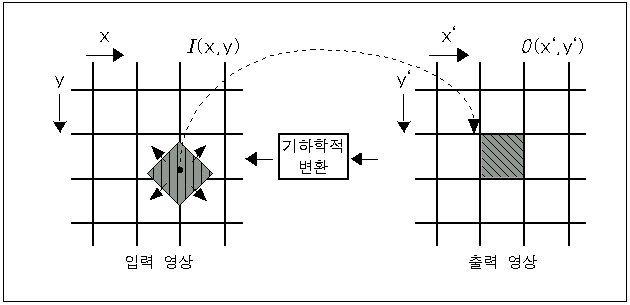 x
I(x,y)
y
x‘
O(x‘,y‘)
y‘
기하학적
변환
입력 영상
출력 영상